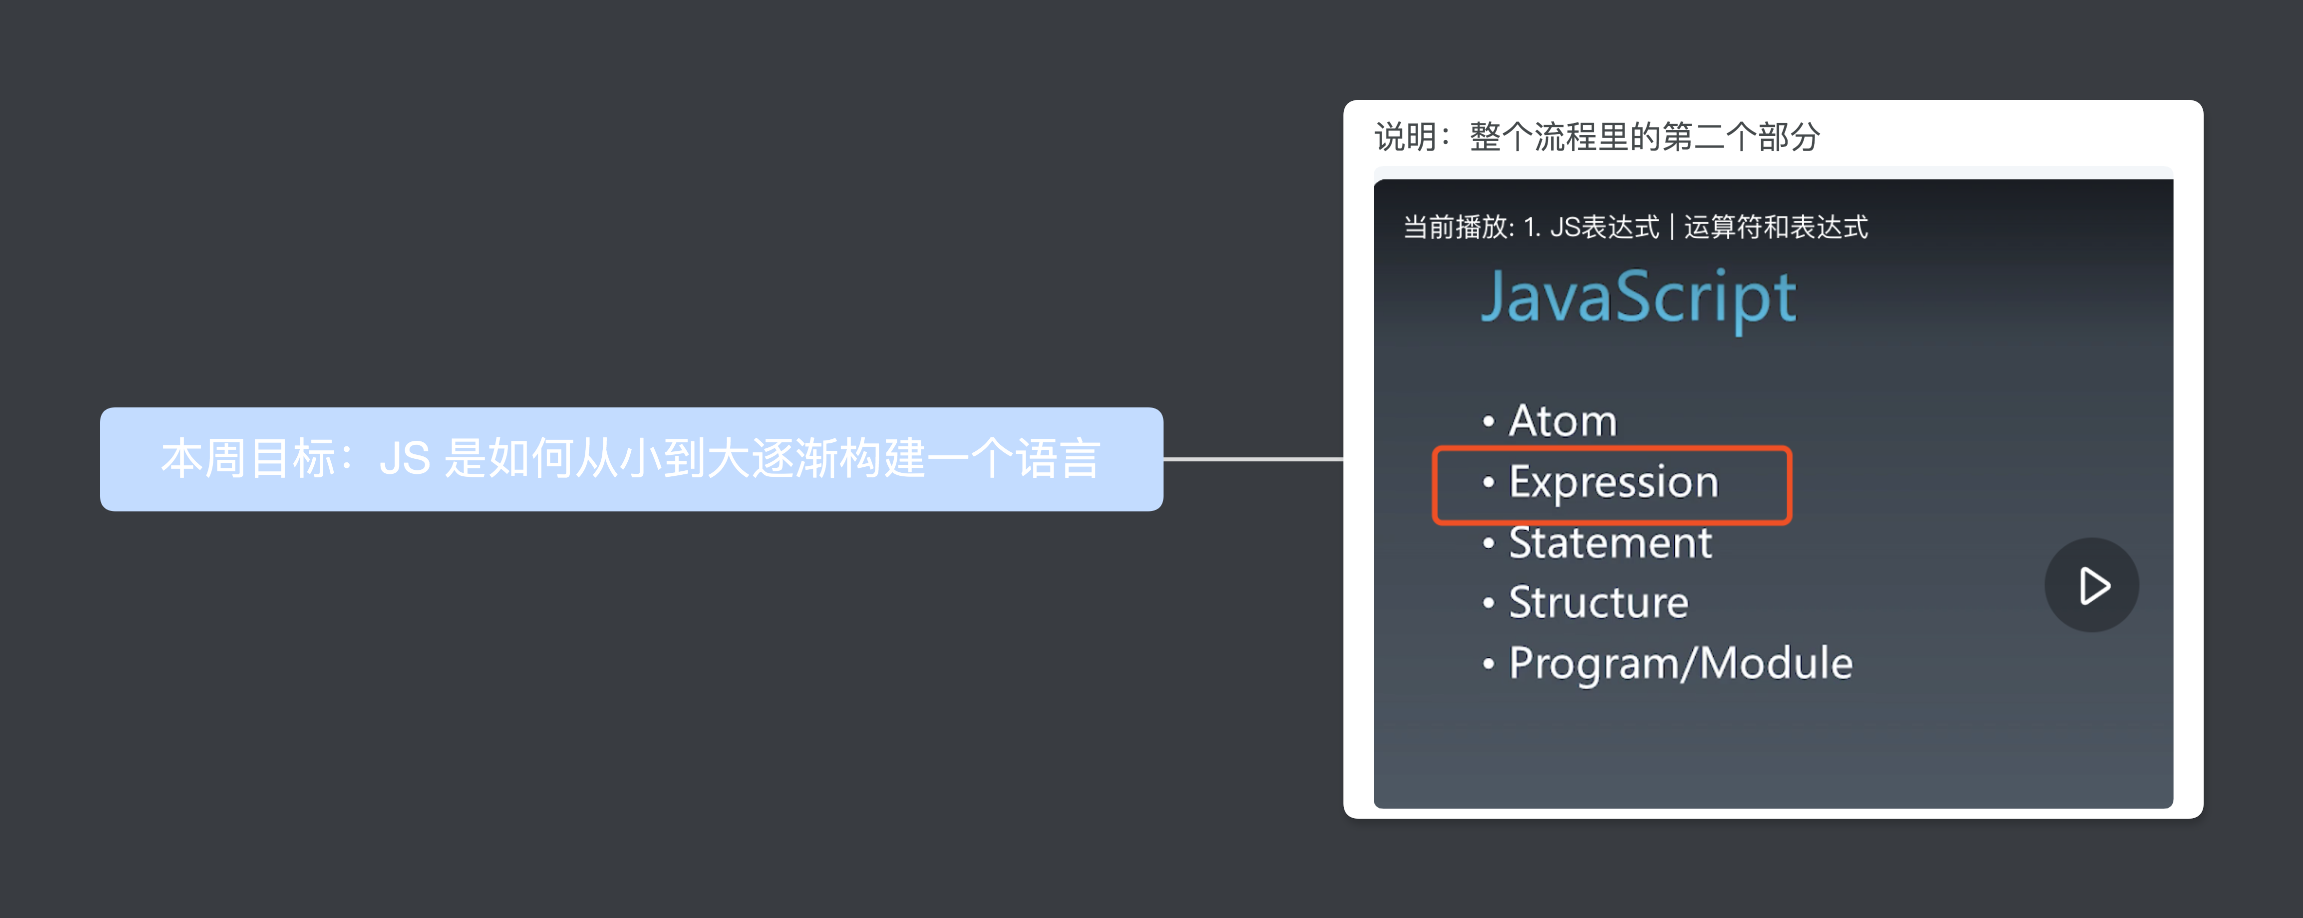 本周目标：JS 是如何从小到大逐渐构建一个语言
说明：整个流程里的第二个部分
当前播放: 1. JS表达式 | 运算符和表达式
JavaScript
• Atom
• Expression
• Statement
• Structure
• Program/Module